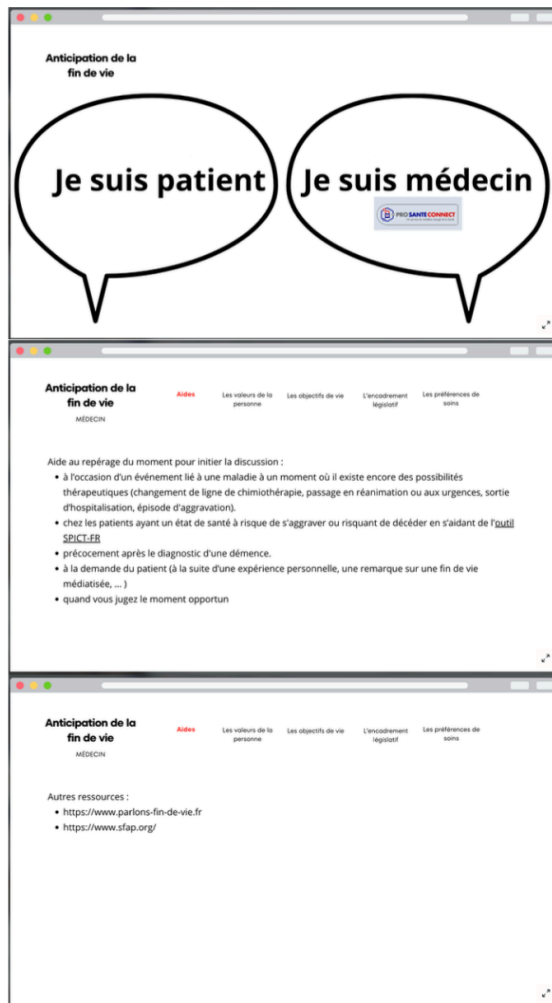 Anticipation de la
fin de vie
Je suis patient
Je suis médecin
PRO SANTE CONNECT
Anticipation de la
fin de vie
MÉDECIN
Aides
Les valeurs de la
personne
Les objectifs de vie
L'encadrement
législatif
Les préférences de
soins
Aide au repérage du moment pour initier la discussion :
• à l'occasion d'un événement lié à une maladie à un moment où il existe encore des possibilités
thérapeutiques (changement de ligne de chimiothérapie, passage en réanimation ou aux urgences, sortie
d'hospitalisation, épisode d'aggravation).
• chez les patients ayant un état de santé à risque de s'aggraver ou risquant de décéder en s'aidant de l'outil
SPICT-FR
• précocement après le diagnostic d'une démence.
• à la demande du patient (à la suite d'une expérience personnelle, une remarque sur une fin de vie
médiatisée, ... )
• quand vous jugez le moment opportun
Anticipation de la
fin de vie
MÉDECIN
Aides
Les valeurs de la
personne
Les objectifs de vie
L'encadrement
législatif
Les préférences de
soins
Autres ressources :
• https://www.parlons-fin-de-vie.fr
• https://www.sfap.org/